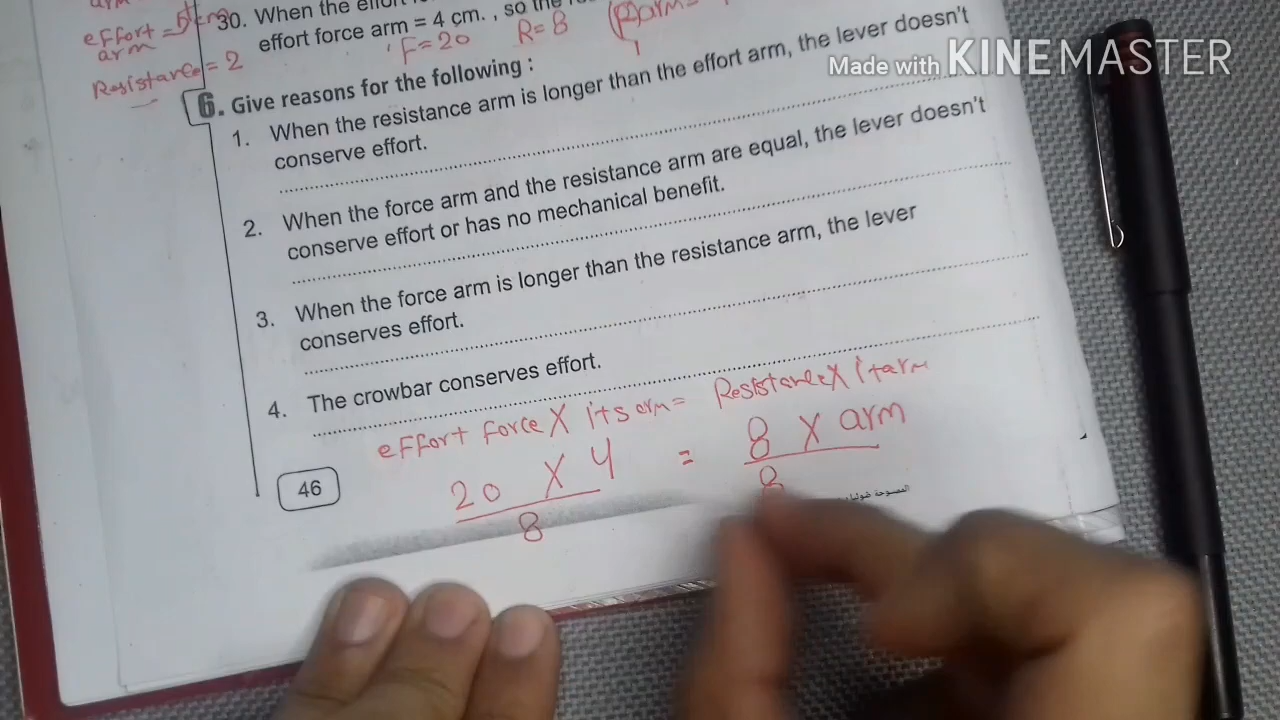 effort = 5cm
arm
Resistance = 2
30. When the effort
effort force arm = 4 cm. , so the
F=20 R=8 (Rarm=
Made with KINEMASTER
6. Give reasons for the following :
1. When the resistance arm is longer than the effort arm, the lever doesn't
conserve effort.
2. When the force arm and the resistance arm are equal, the lever doesn't
conserve effort or has no mechanical benefit.
3. When the force arm is longer than the resistance arm, the lever
conserves effort.
4. The crowbar conserves effort.
effort force X its arm = Resistance X itarm
20 X 4 = 8 X arm
8 8
46